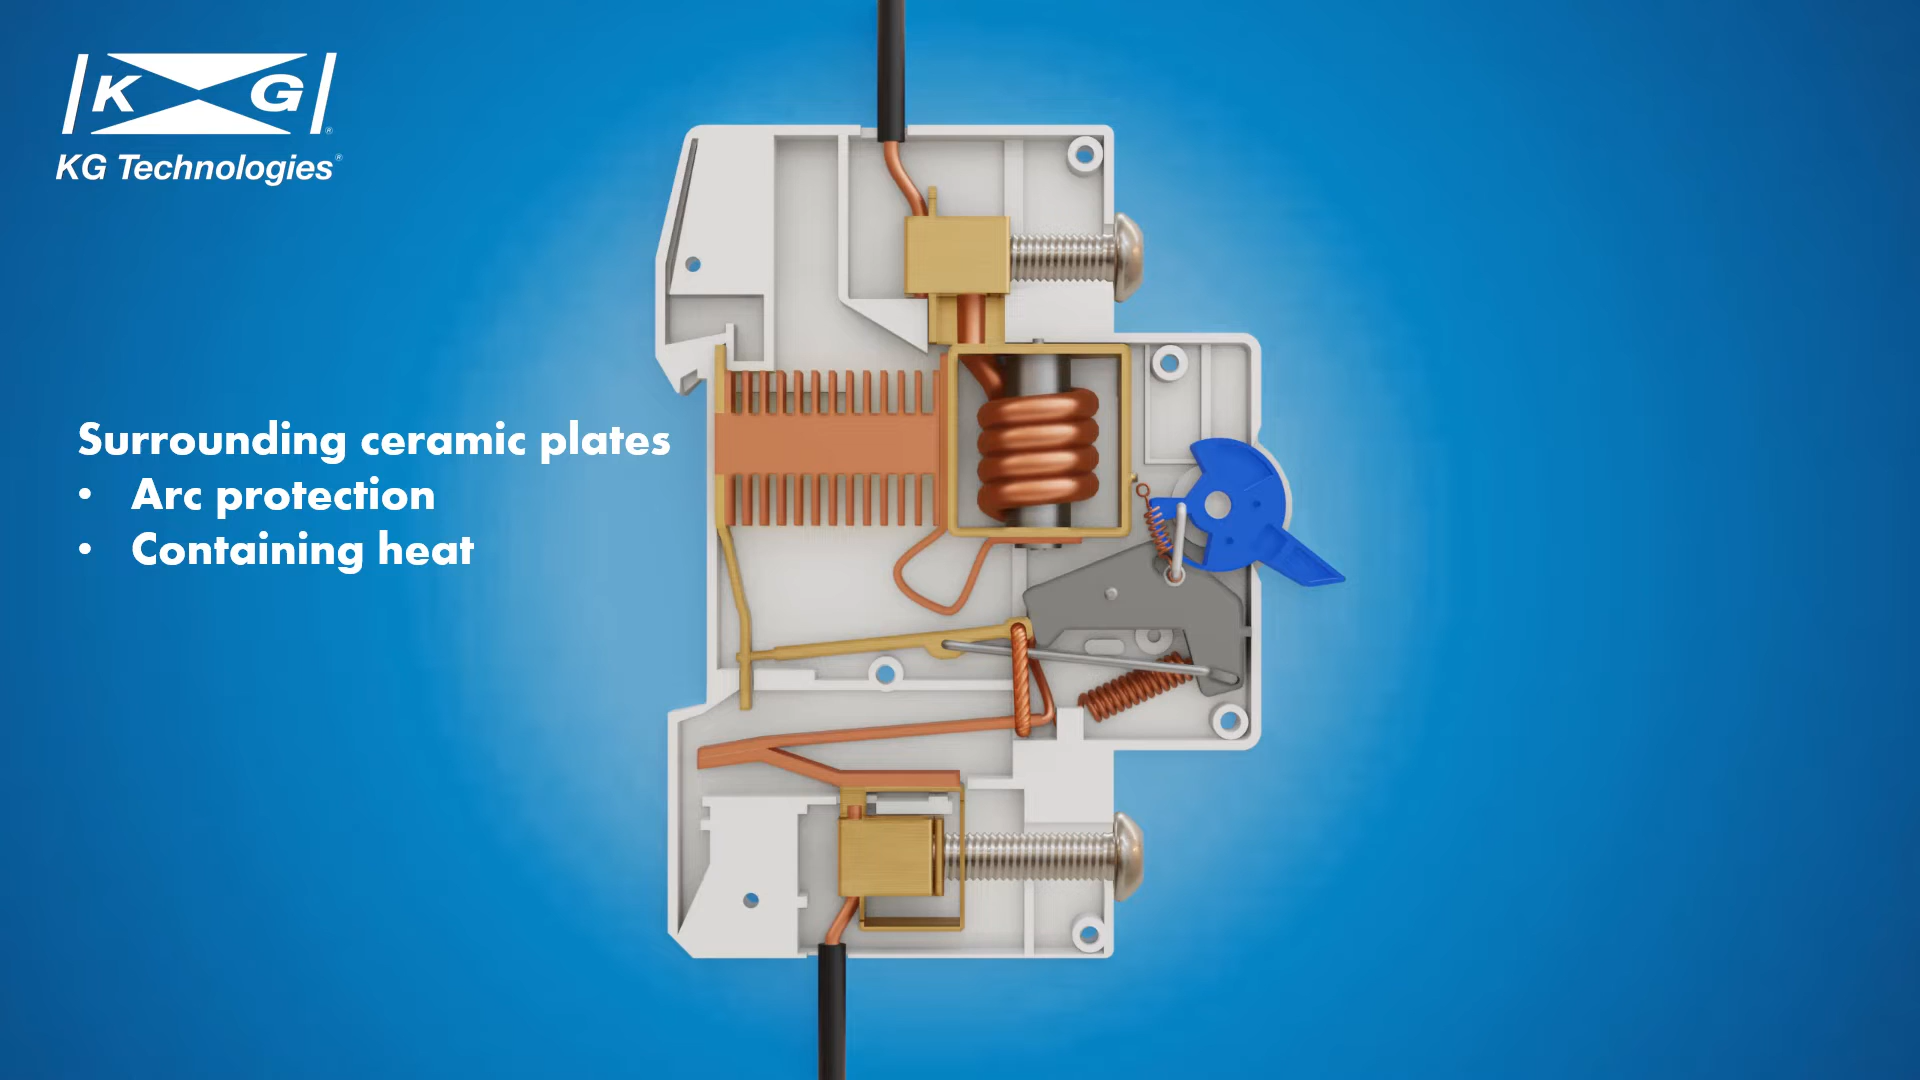 K G
®
KG Technologies®
Surrounding ceramic plates
• Arc protection
• Containing heat